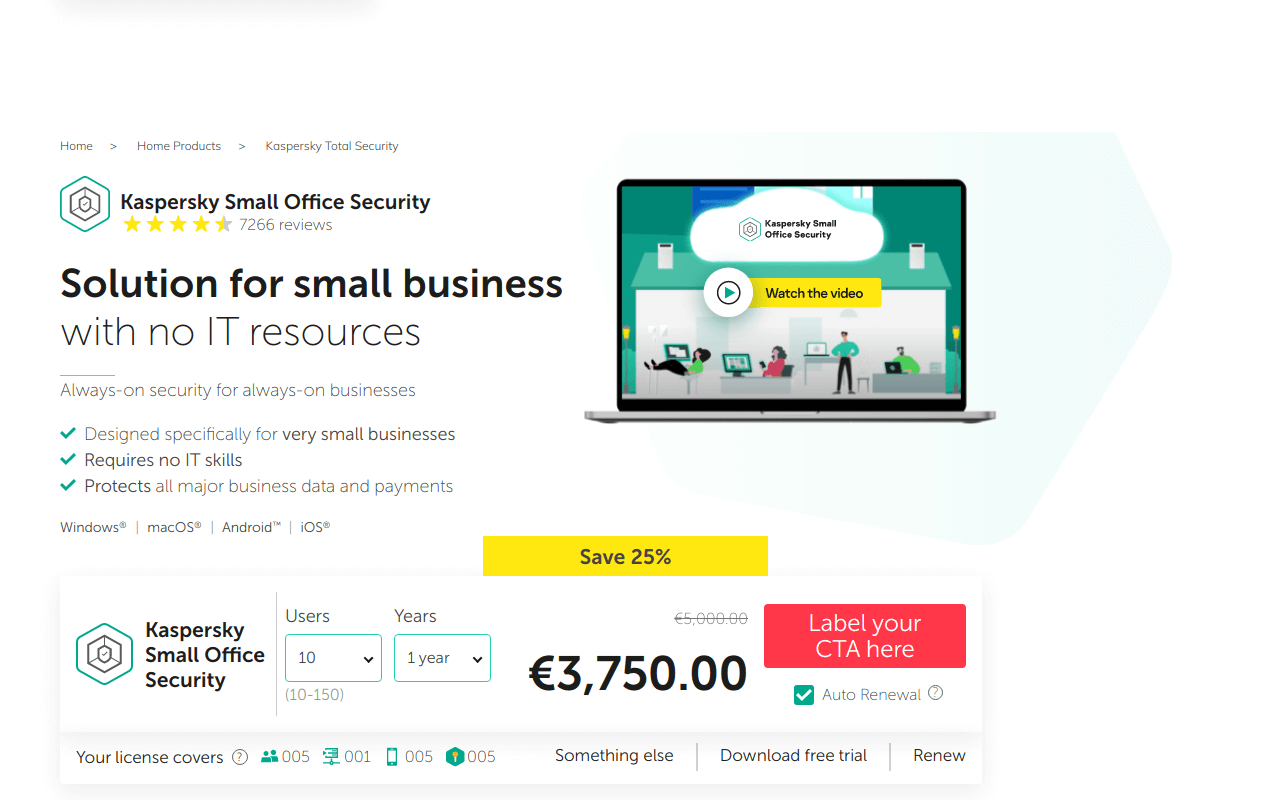 Home > Home Products > Kaspersky Total Security
Kaspersky Small Office Security
7266 reviews
Solution for small business
with no IT resources
Always-on security for always-on businesses
Designed specifically for very small businesses
Requires no IT skills
Protects all major business data and payments
Windows® | macOS® | Android™ | iOS®
Kaspersky Small
Office Security
Watch the video
Save 25%
Kaspersky
Small Office
Security
Users
10
(10-150)
Years
1 year
€5,000.00
€3,750.00
Label your
CTA here
Auto Renewal ?
Your license covers ? 005 001 005 005
Something else | Download free trial | Renew